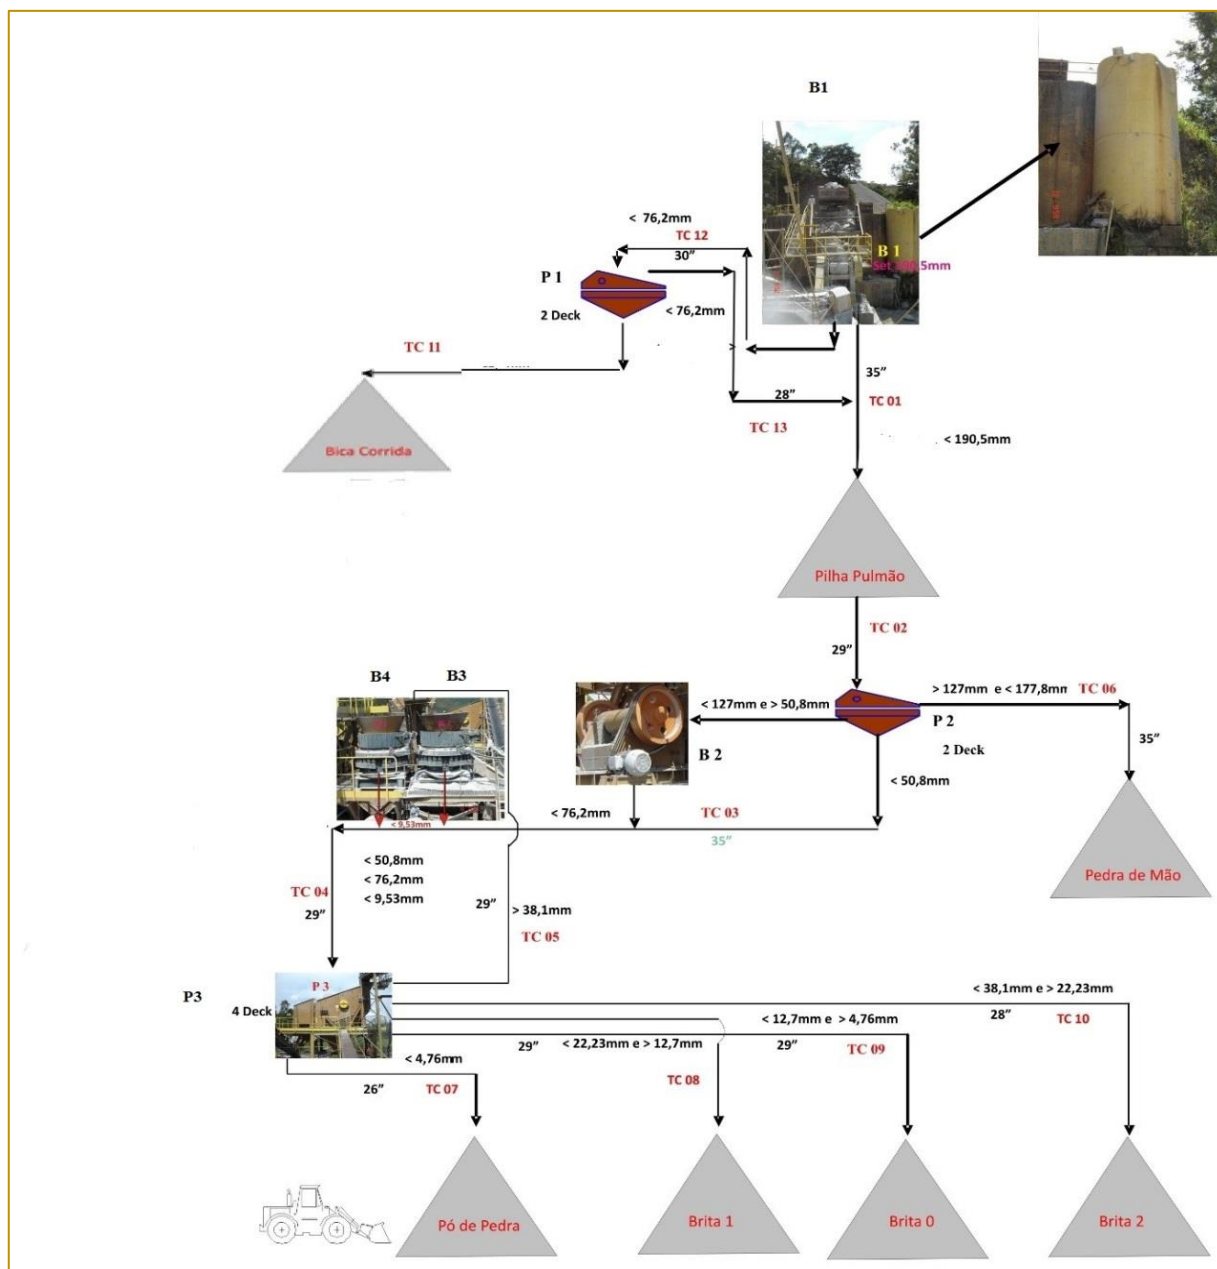 B1
< 76,2mm
TC 12
30”
B 1
Set 190,5mm
P 1
2 Deck
< 76,2mm
TC 11
>
35”
28”
TC 01
TC 13
< 190,5mm
Bica Corrida
Pilha Pulmão
TC 02
29”
B4
B3
< 127mm e > 50,8mm
> 127mm e < 177,8mm
TC 06
P 2
2 Deck
35”
B 2
< 50,8mm
< 76,2mm
TC 03
< 9,53mm
35”
< 50,8mm
< 76,2mm
< 9,53mm
TC 04
29”
29”
> 38,1mm
TC 05
Pedra de Mão
P3
P 3
4 Deck
< 38,1mm e > 22,23mm
28”
TC 10
< 12,7mm e > 4,76mm
29”
< 22,23mm e > 12,7mm
29”
TC 09
< 4,76mm
26”
TC 07
TC 08
Pó de Pedra
Brita 1
Brita 0
Brita 2